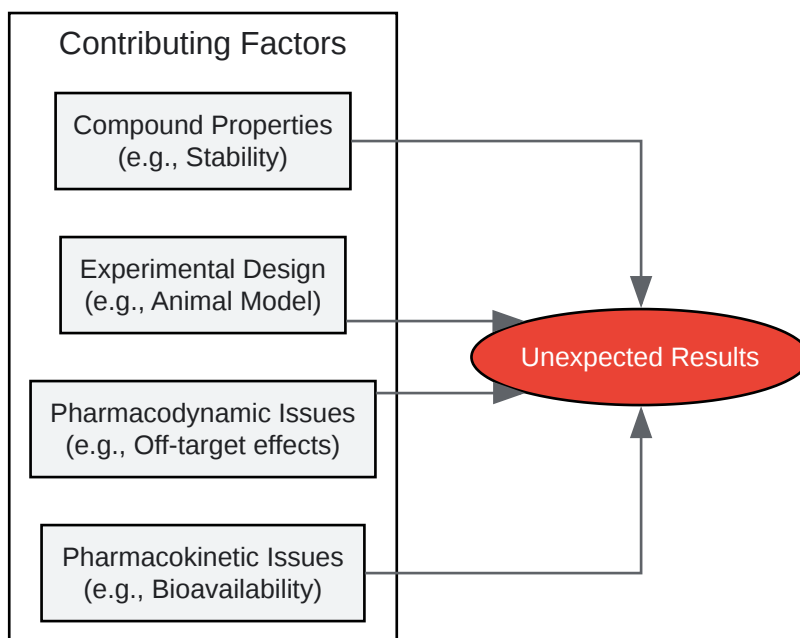 Contributing Factors
Compound Properties
(e.g., Stability)
Experimental Design
(e.g., Animal Model)
Unexpected Results
Pharmacodynamic Issues
(e.g., Off-target effects)
Pharmacokinetic Issues
(e.g., Bioavailability)